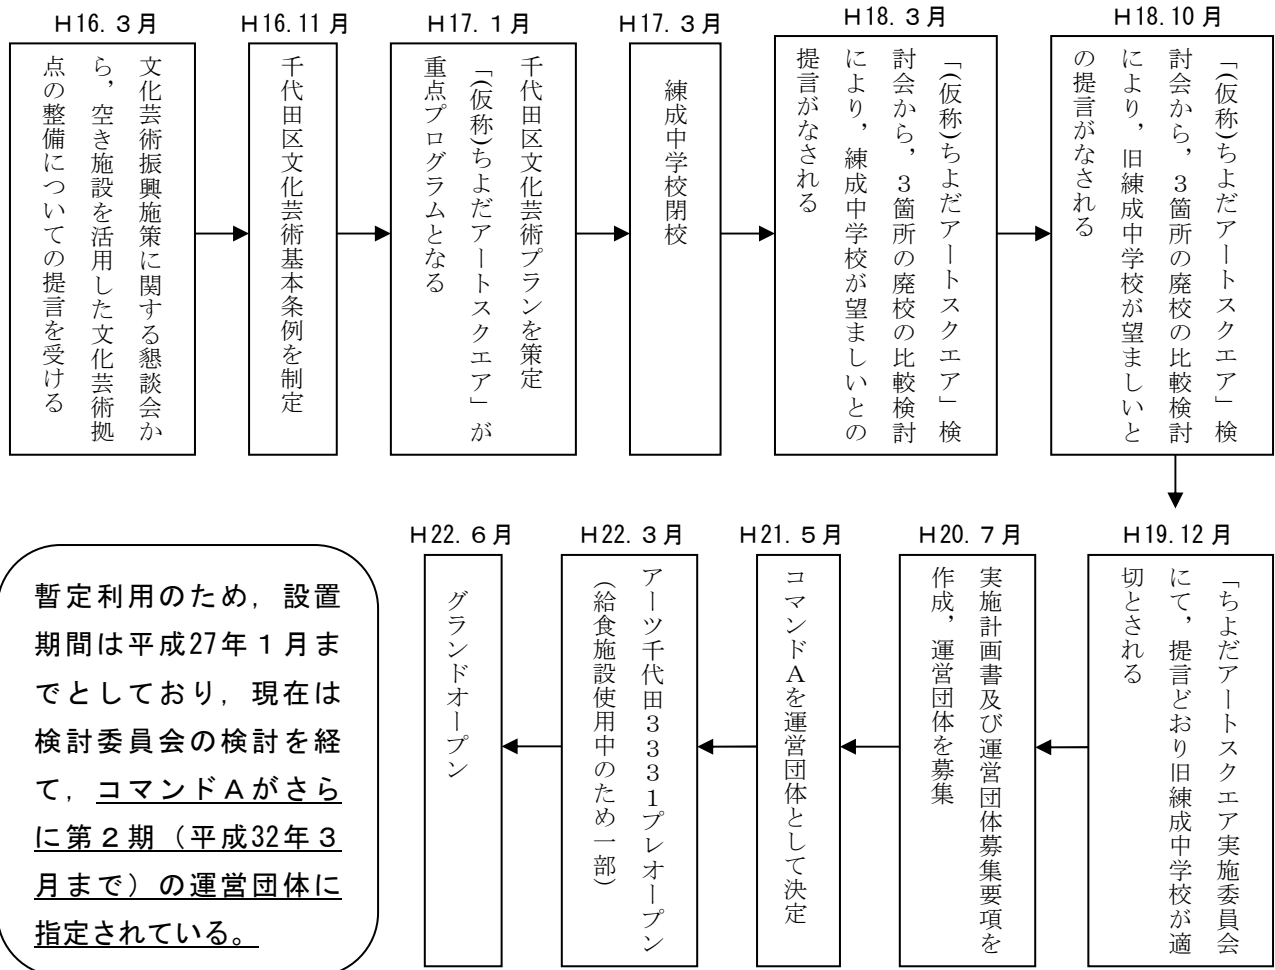 Ｈ16．３月
文化芸術振興施策に関する懇談会か
ら，空き施設を活用した文化芸術拠
点の整備についての提言を受ける
Ｈ16.11月
千代田区文化芸術基本条例を制定
Ｈ17．１月
千代田区文化芸術プランを策定
「(仮称)ちよだアートスクエア」が
重点プログラムとなる
Ｈ17．３月
練成中学校閉校
Ｈ18．３月
「(仮称)ちよだアートスクエア」検
討会から，３箇所の廃校の比較検討
により，練成中学校が望ましいとの
提言がなされる
Ｈ18.10月
「(仮称)ちよだアートスクエア」検
討会から，３箇所の廃校の比較検討
により，旧練成中学校が望ましいと
の提言がなされる
Ｈ19.12月
「ちよだアートスクエア実施委員会
にて，提言どおり旧練成中学校が適
切とされる
Ｈ20．７月
実施計画書及び運営団体募集要項を
作成，運営団体を募集
Ｈ21．５月
コマンドＡを運営団体として決定
Ｈ22．３月
アーツ千代田３３３１プレオープン
（給食施設使用中のため一部）
Ｈ22．６月
グランドオープン
暫定利用のため，設置
期間は平成27年１月ま
でとしており，現在は
検討委員会の検討を経
て，コマンドＡがさら
に第２期（平成32年３
月まで）の運営団体に
指定されている。